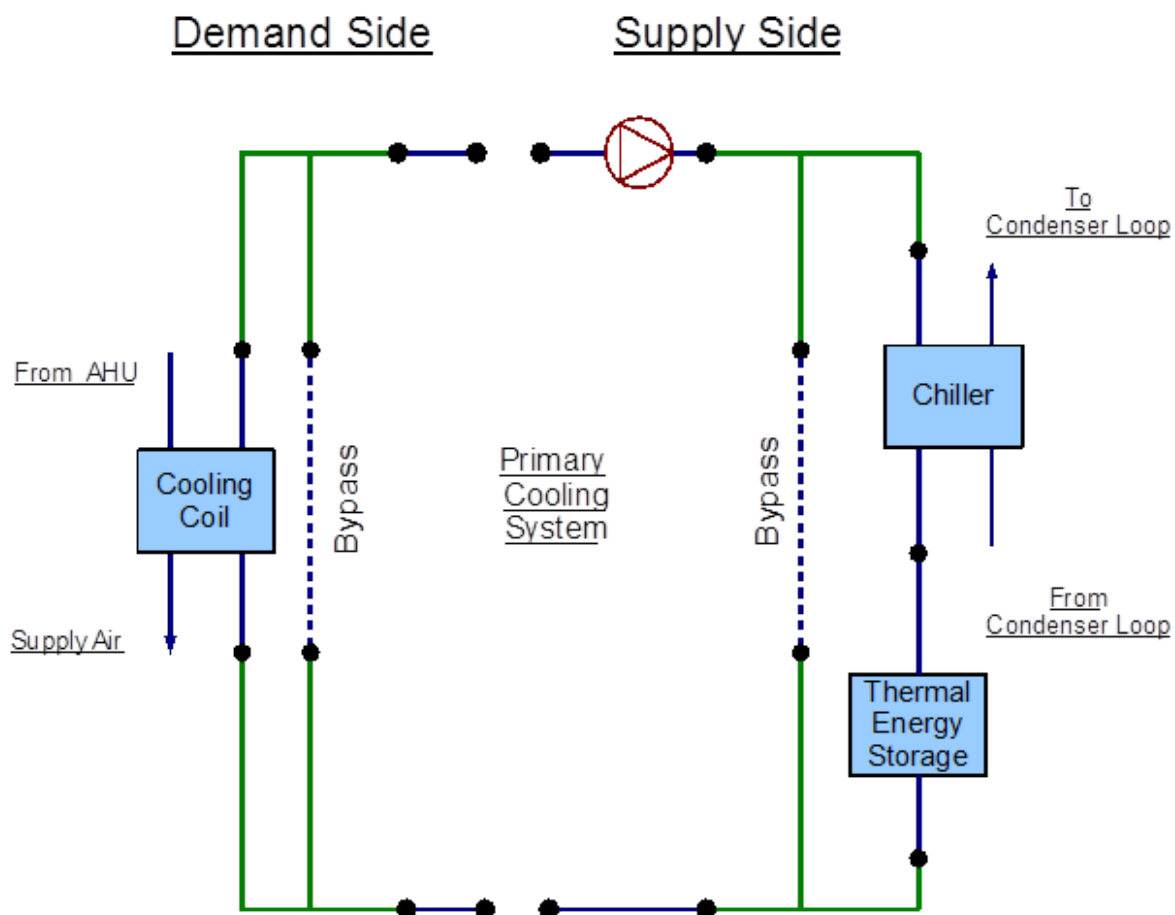 Demand Side
Supply Side
To
Condenser Loop
From AHU
Chiller
Cooling
Coil
Bypass
Primary
Cooling
System
Bypass
From
Condenser Loop
Supply Air
Thermal
Energy
Storage